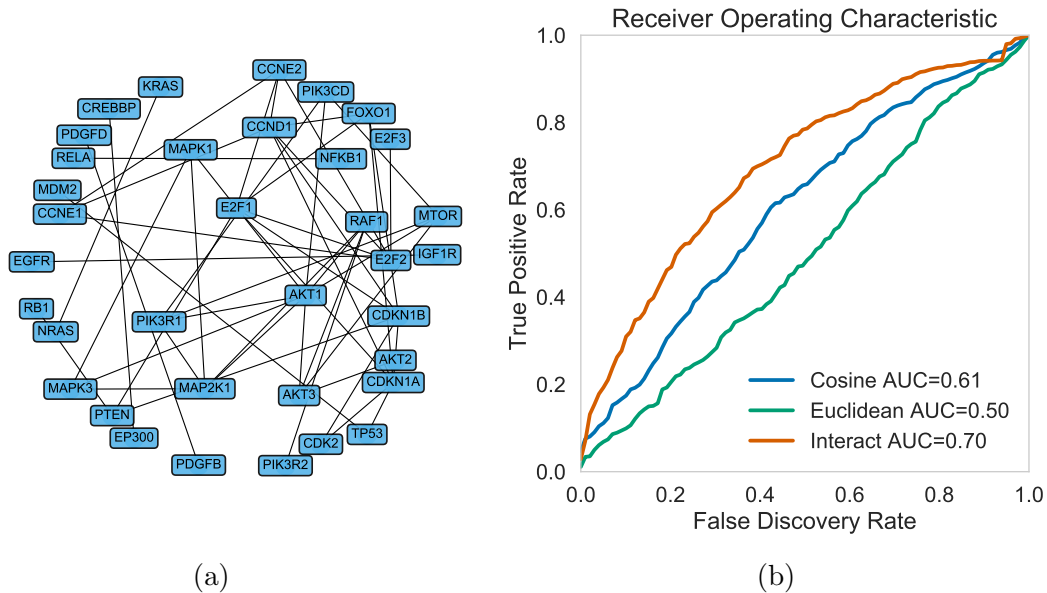 CCNE2
KRAS
PIK3CD
CREBBP
FOXO1
CCND1
PDGFD
E2F3
MAPK1
RELA
NFKB1
MDM2
E2F1
CCNE1
MTOR
RAF1
IGF1R
E2F2
EGFR
AKT1
RB1
CDKN1B
PIK3R1
NRAS
AKT2
CDKN1A
MAPK3
MAP2K1
AKT3
PTEN
TP53
EP300
CDK2
PDGFB
PIK3R2
(a)
Receiver Operating Characteristic
1.0
0.8
0.6
0.4
0.2
0.0
True Positive Rate
Cosine AUC=0.61
Euclidean AUC=0.50
Interact AUC=0.70
0.0 0.2 0.4 0.6 0.8 1.0
False Discovery Rate
(b)